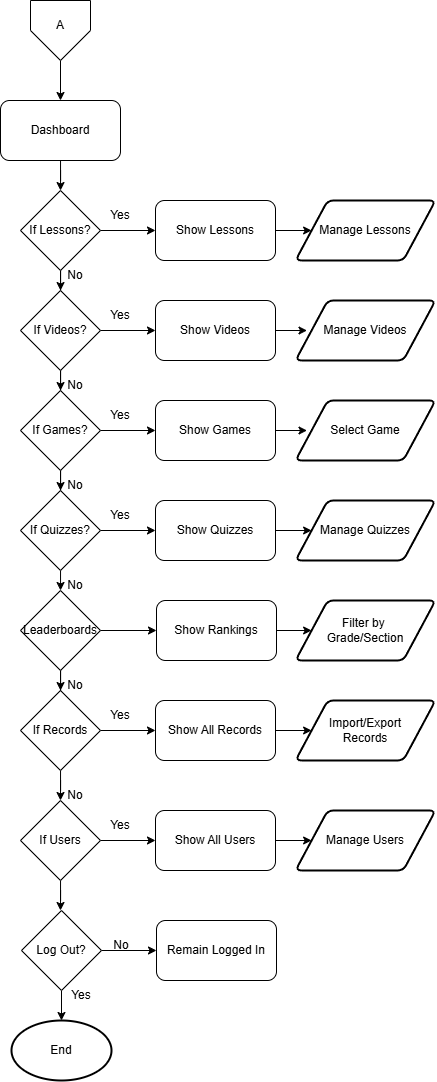 A
Dashboard
If Lessons?
Yes
Show Lessons
Manage Lessons
No
If Videos?
Yes
Show Videos
Manage Videos
No
If Games?
Yes
Show Games
Select Game
No
If Quizzes?
Yes
Show Quizzes
Manage Quizzes
No
Leaderboards
Show Rankings
Filter by
Grade/Section
No
If Records
Yes
Show All Records
Import/Export
Records
No
If Users
Yes
Show All Users
Manage Users
Log Out?
No
Remain Logged In
Yes
End